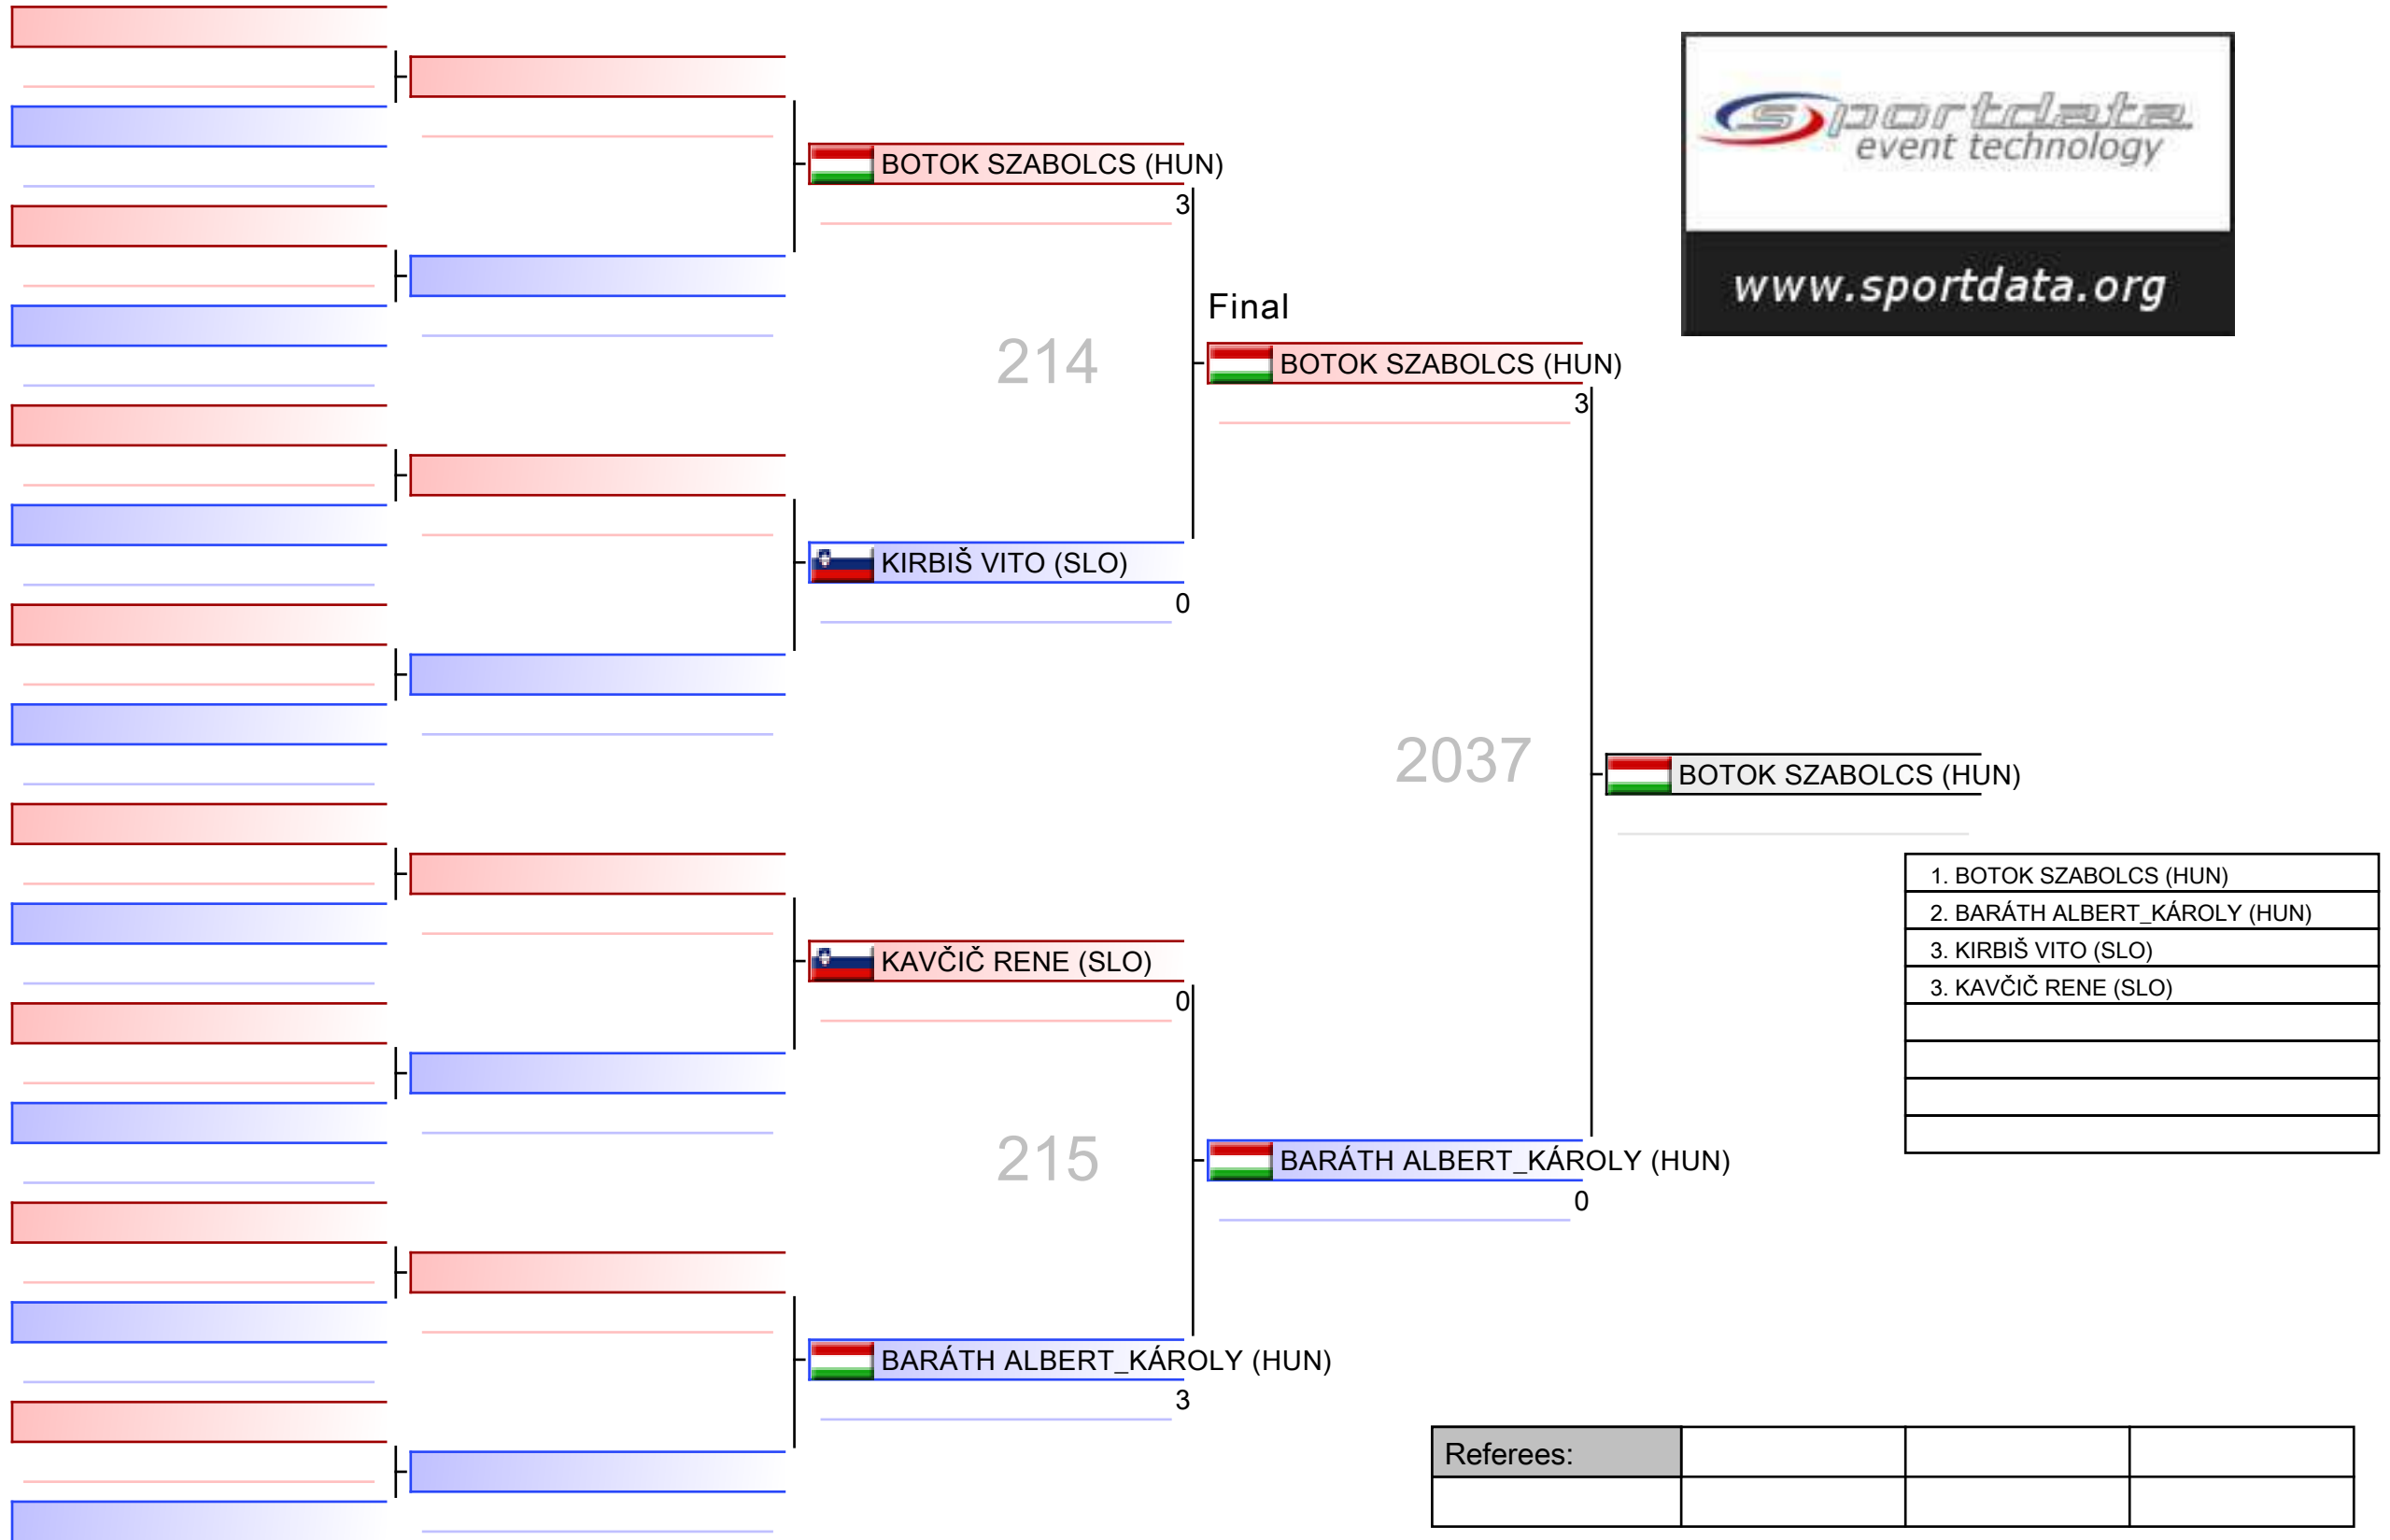 sportdata
event technology
www.sportdata.org
BOTOK SZABOLCS (HUN)
3
Final
214
BOTOK SZABOLCS (HUN)
3
KIRBIŠ VITO (SLO)
0
2037
BOTOK SZABOLCS (HUN)
1. BOTOK SZABOLCS (HUN)
2. BARÁTH ALBERT_KÁROLY (HUN)
3. KIRBIŠ VITO (SLO)
3. KAVČIČ RENE (SLO)
KAVČIČ RENE (SLO)
0
215
BARÁTH ALBERT_KÁROLY (HUN)
0
BARÁTH ALBERT_KÁROLY (HUN)
3
Referees: